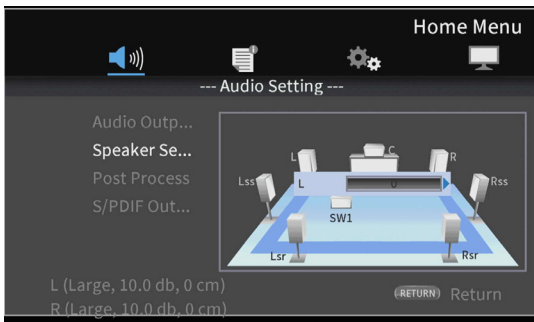 Home Menu
--- Audio Setting ---
Audio Outp...
Speaker Se...
Post Process
S/PDIF Out...
L
C
R
Lss
L
0
Rss
SW1
Lsr
Rsr
L (Large, 10.0 db, 0 cm)
R (Large, 10.0 db, 0 cm)
RETURN Return